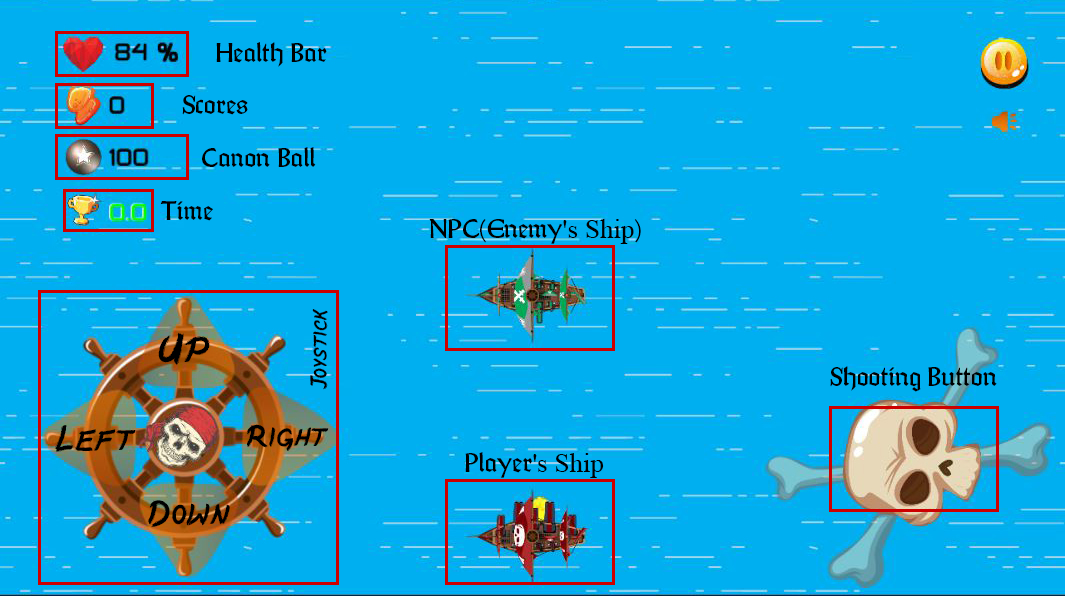 84 % Health Bar
0 Scores
100 Canon Ball
0.0 Time
NPC(Enemy's Ship)
JOYSTICK
UP
LEFT RIGHT
DOWN
Shooting Button
Player's Ship